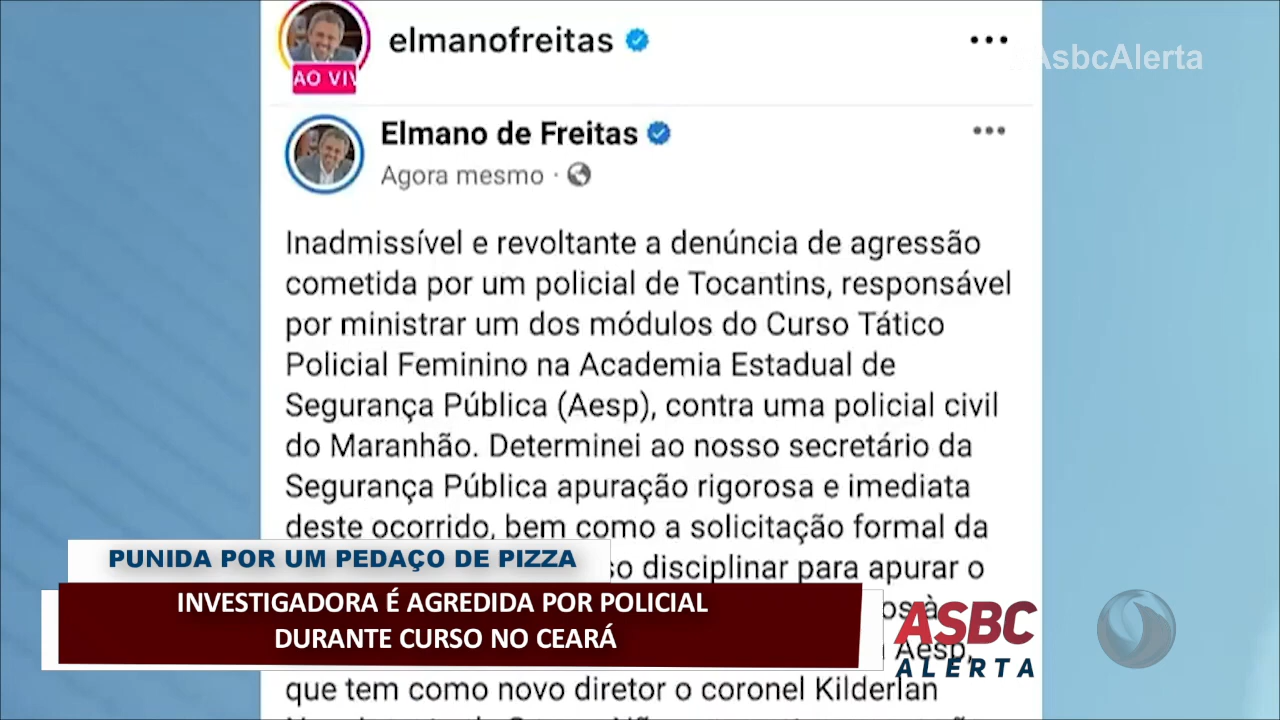 elmanofreitas
AO VIV
#AsbcAlerta
Elmano de Freitas
Agora mesmo ·
Inadmissível e revoltante a denúncia de agressão
cometida por um policial de Tocantins, responsável
por ministrar um dos módulos do Curso Tático
Policial Feminino na Academia Estadual de
Segurança Pública (Aesp), contra uma policial civil
do Maranhão. Determinei ao nosso secretário da
Segurança Pública apuração rigorosa e imediata
deste ocorrido, bem como a solicitação formal da
so disciplinar para apurar o
os à
Aesp,
que tem como novo diretor o coronel Kilderlan
PUNIDA POR UM PEDAÇO DE PIZZA
INVESTIGADORA É AGREDIDA POR POLICIAL
DURANTE CURSO NO CEARÁ
ASBC
ALERTA